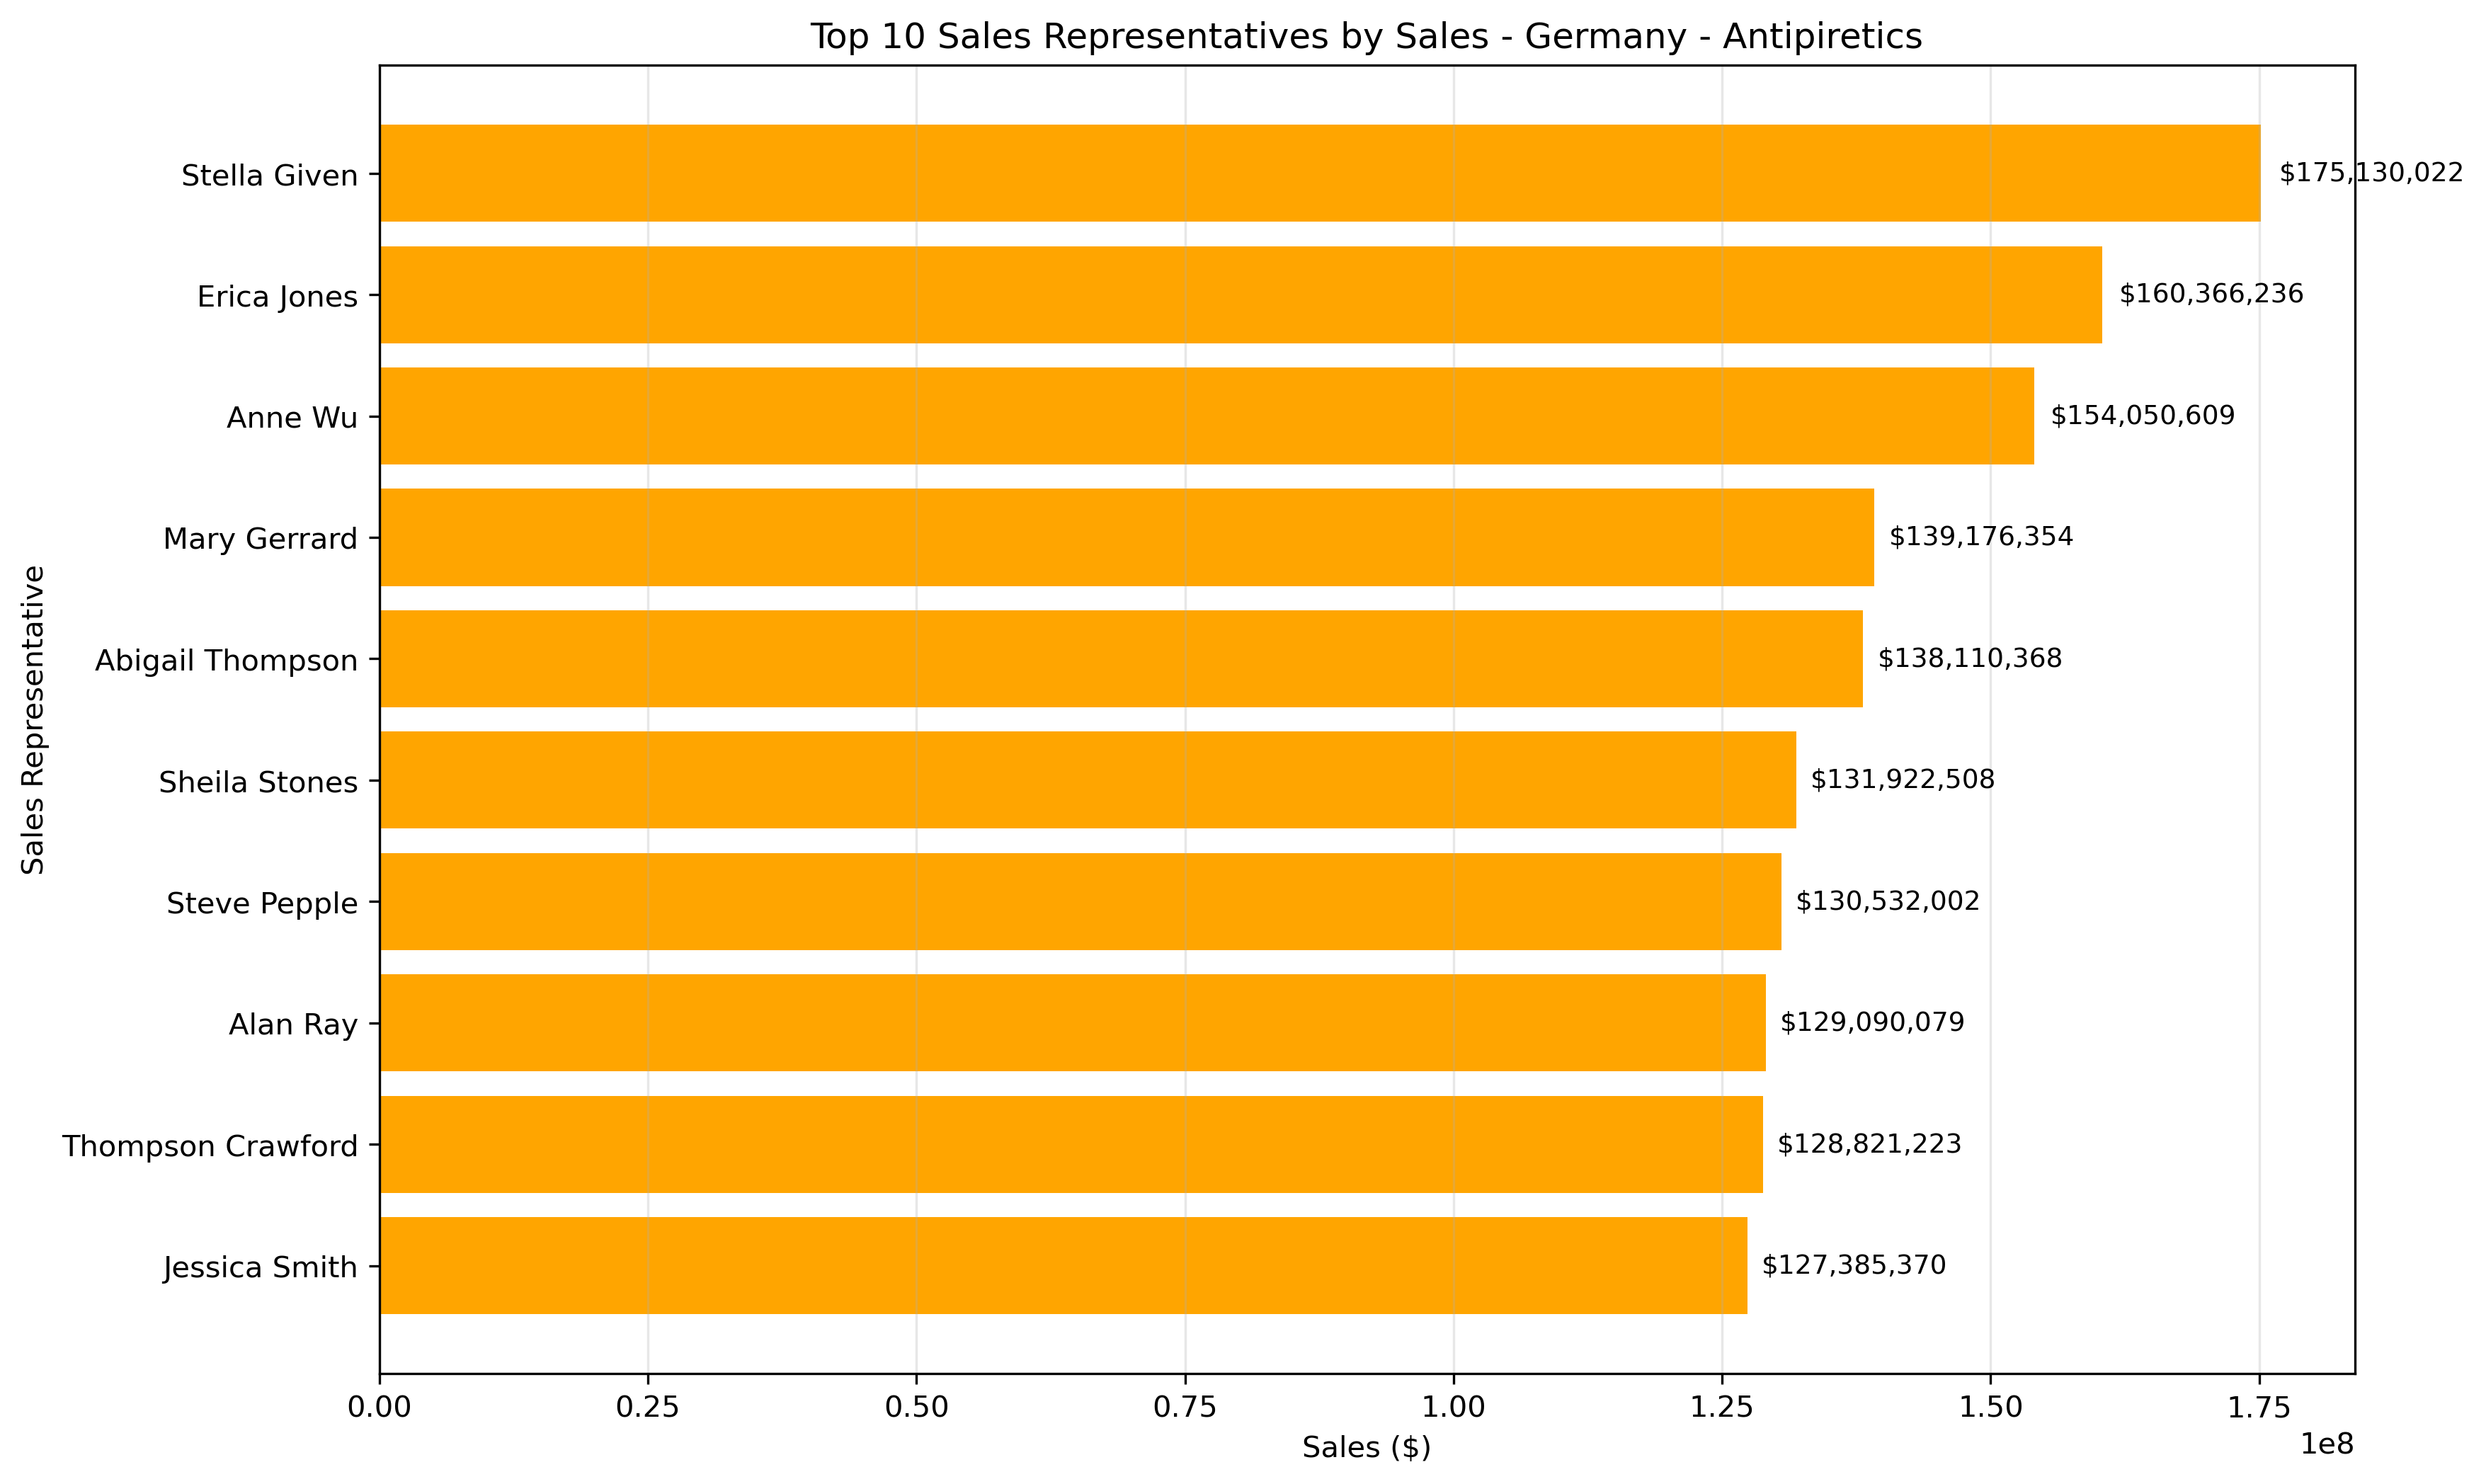 Top 10 Sales Representatives by Sales - Germany - Antipiretics
Sales Representative
Stella Given $175,130,022
Erica Jones $160,366,236
Anne Wu $154,050,609
Mary Gerrard $139,176,354
Abigail Thompson $138,110,368
Sheila Stones $131,922,508
Steve Pepple $130,532,002
Alan Ray $129,090,079
Thompson Crawford $128,821,223
Jessica Smith $127,385,370
0.00 0.25 0.50 0.75 1.00 1.25 1.50 1.75
1e8
Sales ($)